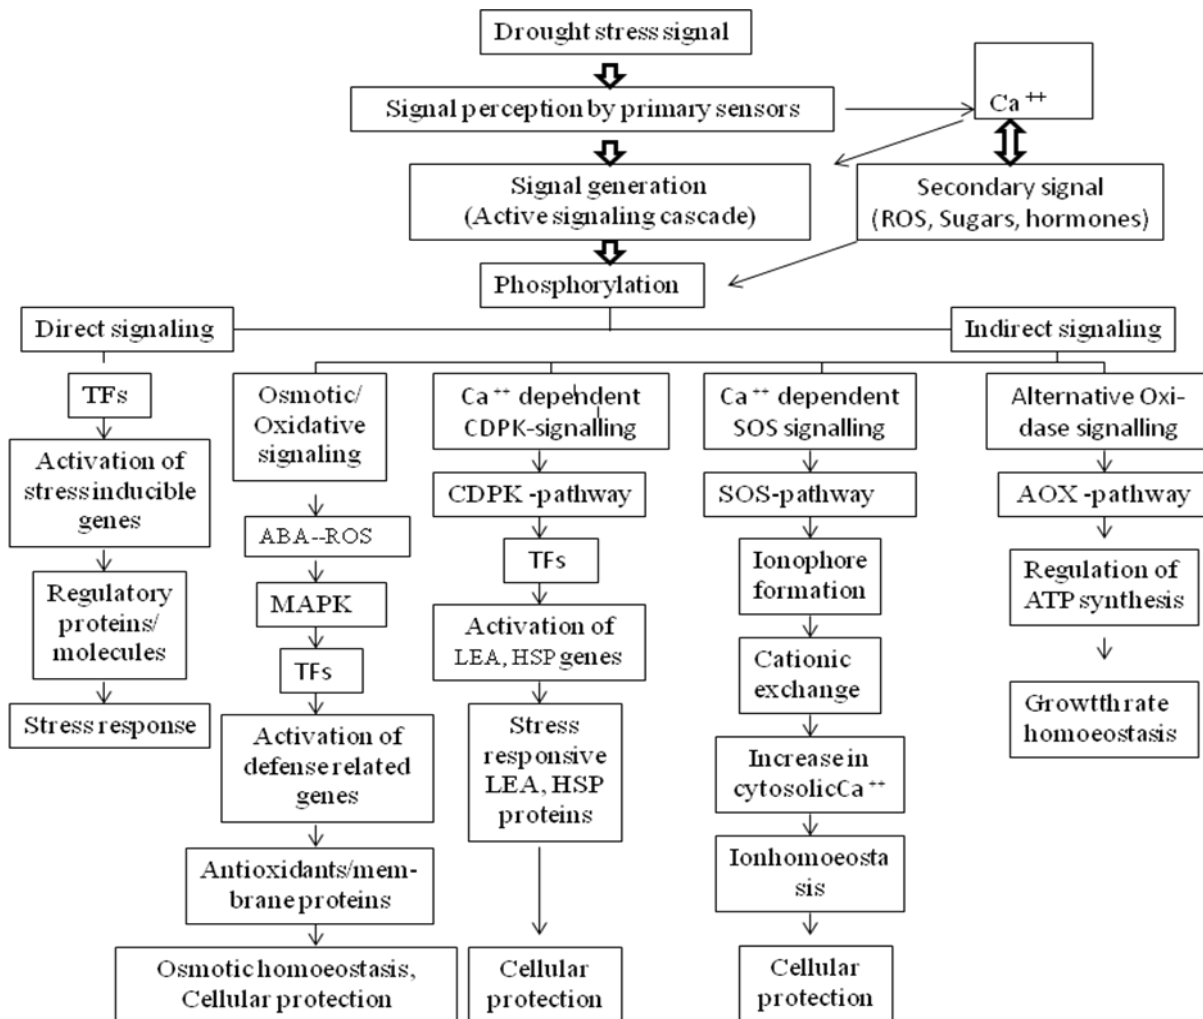 Drought stress signal
Signal perception by primary sensors
Ca ++
Signal generation
(Active signaling cascade)
Secondary signal
(ROS, Sugars, hormones)
Phosphorylation
Direct signaling
Indirect signaling
TFs
Activation of
stress inducible
genes
Regulatory
proteins/
molecules
Stress response
Osmotic/
Oxidative
signaling
ABA--ROS
MAPK
TFs
Activation of
defense related
genes
Antioxidants/mem-
brane proteins
Osmotic homoeostasis,
Cellular protection
Ca ++ dependent
CDPK-signalling
CDPK -pathway
TFs
Activation of
LEA, HSP genes
Stress
responsive
LEA, HSP
proteins
Cellular
protection
Ca ++ dependent
SOS signalling
SOS-pathway
Ionophore
formation
Cationic
exchange
Increase in
cytosolicCa ++
Ionhomoeosta
sis
Cellular
protection
Alternative Oxi-
dase signalling
AOX -pathway
Regulation of
ATP synthesis
Growtth rate
homoeostasis